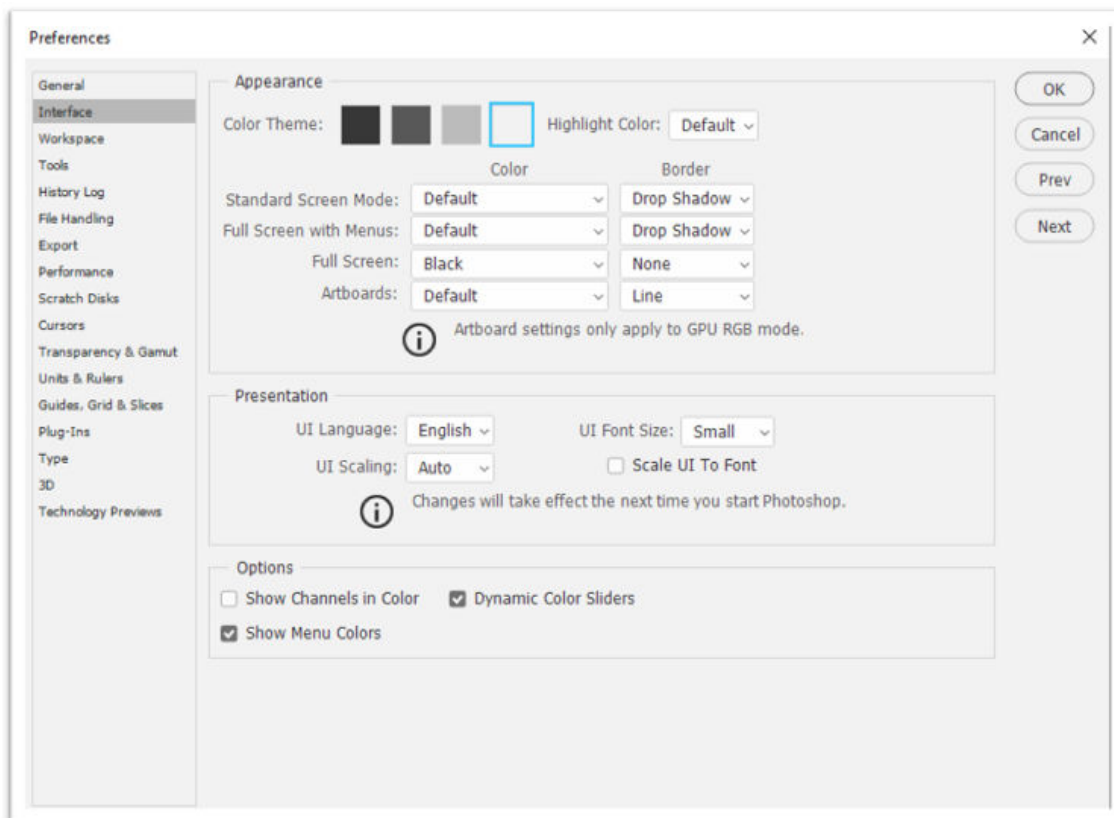 Preferences
General
Interface
Workspace
Tools
History Log
File Handling
Export
Performance
Scratch Disks
Cursors
Transparency & Gamut
Units & Rulers
Guides, Grid & Slices
Plug-Ins
Type
3D
Technology Previews
Appearance
Color Theme: Highlight Color: Default
Color Border
Standard Screen Mode: Default Drop Shadow
Full Screen with Menus: Default Drop Shadow
Full Screen: Black None
Artboards: Default Line
Artboard settings only apply to GPU RGB mode.
Presentation
UI Language: English UI Font Size: Small
UI Scaling: Auto Scale UI To Font
Changes will take effect the next time you start Photoshop.
Options
Show Channels in Color Dynamic Color Sliders
Show Menu Colors
OK
Cancel
Prev
Next